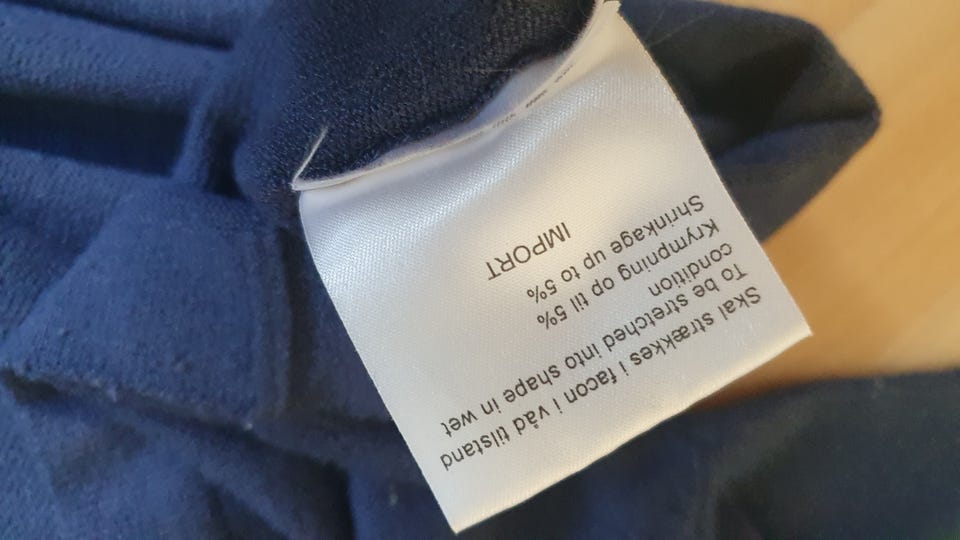 Skal strækkes i facon i våd tilstand
To be stretched into shape in wet
condition
Krympning op til 5%
Shrinkage up to 5%
IMPORT